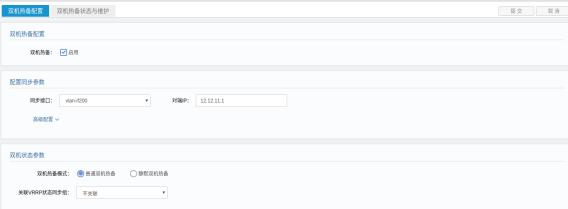 双机热备配置 双机热备状态与维护 提 交 取 消
双机热备配置
双机热备： 启用
配置同步参数
同步接口： vlan-if200 对端IP： 12.12.11.1
高级配置
双机状态参数
双机热备模式： 普通双机热备 静默双机热备
关联VRRP状态同步组： 不关联